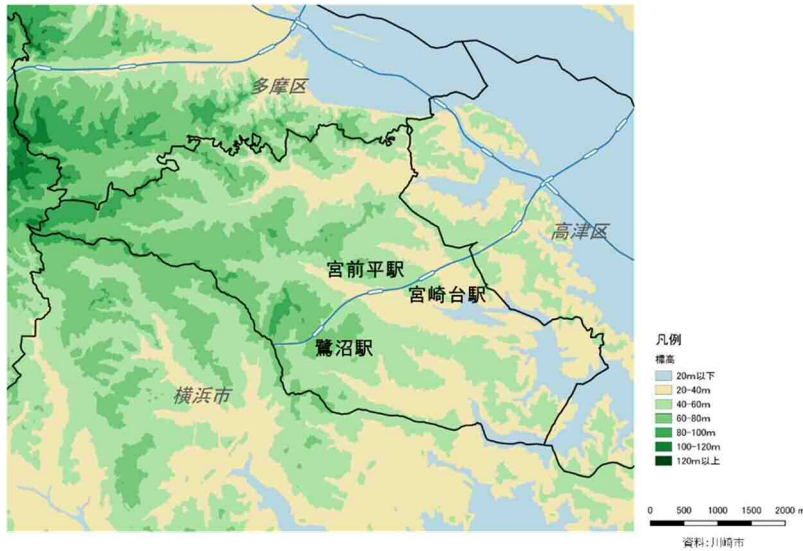 多摩区
高津区
宮前平駅
宮崎台駅
鷺沼駅
横浜市
凡例
標高
20m以下
20-40m
40-60m
60-80m
80-100m
100-120m
120m以上
0 500 1000 1500 2000 m
資料:川崎市